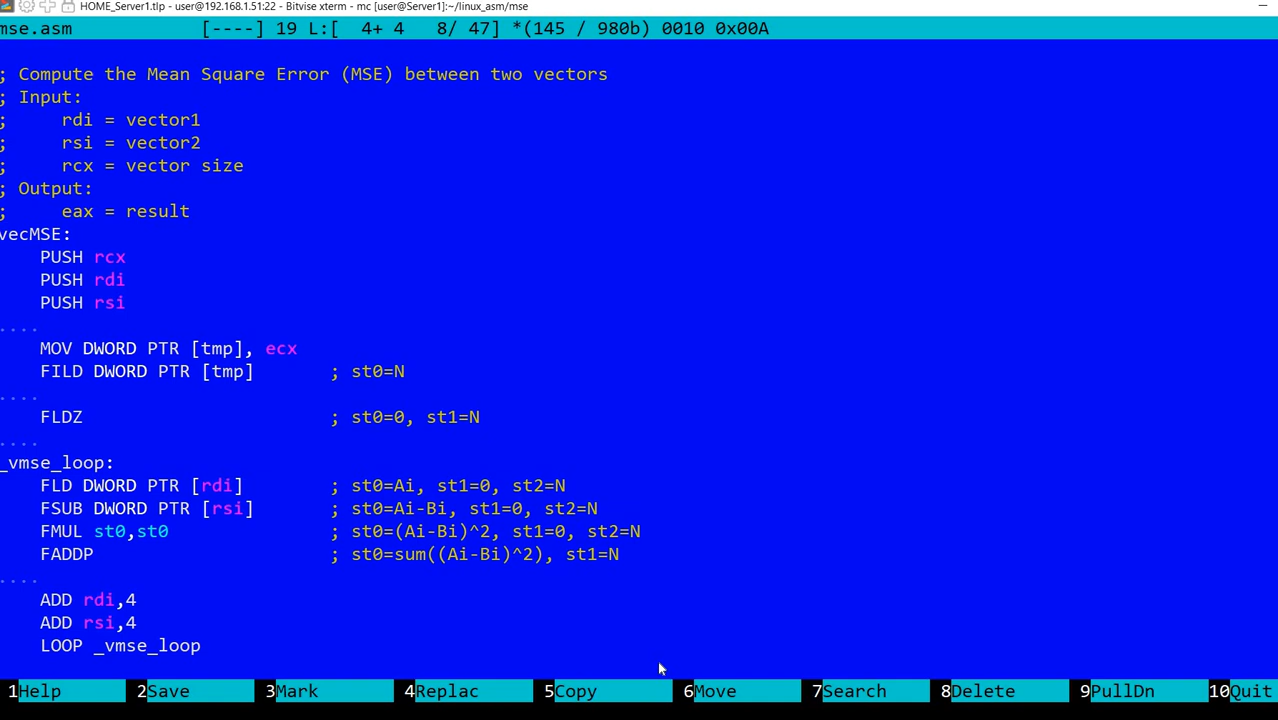 HOME_Server1.tlp - user@192.168.1.51:22 - Bitvise xterm - mc [user@Server1]:~/linux_asm/mse
mse.asm [----] 19 L:[ 4+ 4 8/ 47] *(145 / 980b) 0010 0x00A
; Compute the Mean Square Error (MSE) between two vectors
; Input:
; rdi = vector1
; rsi = vector2
; rcx = vector size
; Output:
; eax = result
vecMSE:
PUSH rcx
PUSH rdi
PUSH rsi
....
MOV DWORD PTR [tmp], ecx
FILD DWORD PTR [tmp] ; st0=N
....
FLDZ ; st0=0, st1=N
....
_vmse_loop:
FLD DWORD PTR [rdi] ; st0=Ai, st1=0, st2=N
FSUB DWORD PTR [rsi] ; st0=Ai-Bi, st1=0, st2=N
FMUL st0,st0 ; st0=(Ai-Bi)^2, st1=0, st2=N
FADDP ; st0=sum((Ai-Bi)^2), st1=N
....
ADD rdi,4
ADD rsi,4
LOOP _vmse_loop
1Help 2Save 3Mark 4Replac 5Copy 6Move 7Search 8Delete 9PullDn 10Quit